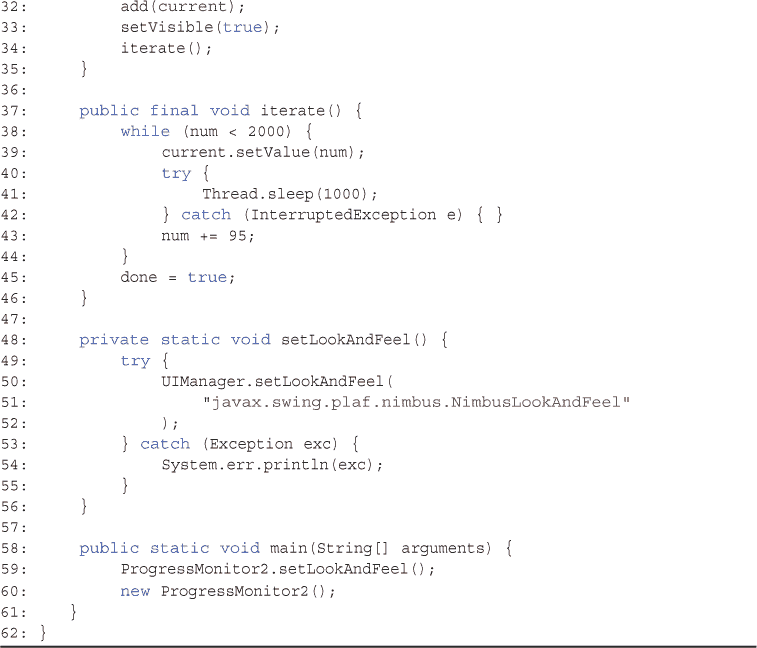 32:         add(current);
33:         setVisible(true);
34:         iterate();
35:     }
36:
37:     public final void iterate() {
38:         while (num < 2000) {
39:             current.setValue(num);
40:             try {
41:                 Thread.sleep(1000);
42:             } catch (InterruptedException e) { }
43:             num += 95;
44:         }
45:         done = true;
46:     }
47:
48:     private static void setLookAndFeel() {
49:         try {
50:             UIManager.setLookAndFeel(
51:                 "javax.swing.plaf.nimbus.NimbusLookAndFeel"
52:             );
53:         } catch (Exception exc) {
54:             System.err.println(exc);
55:         }
56:     }
57:
58:     public static void main(String[] arguments) {
59:         ProgressMonitor2.setLookAndFeel();
60:         new ProgressMonitor2();
61:    }
62: }